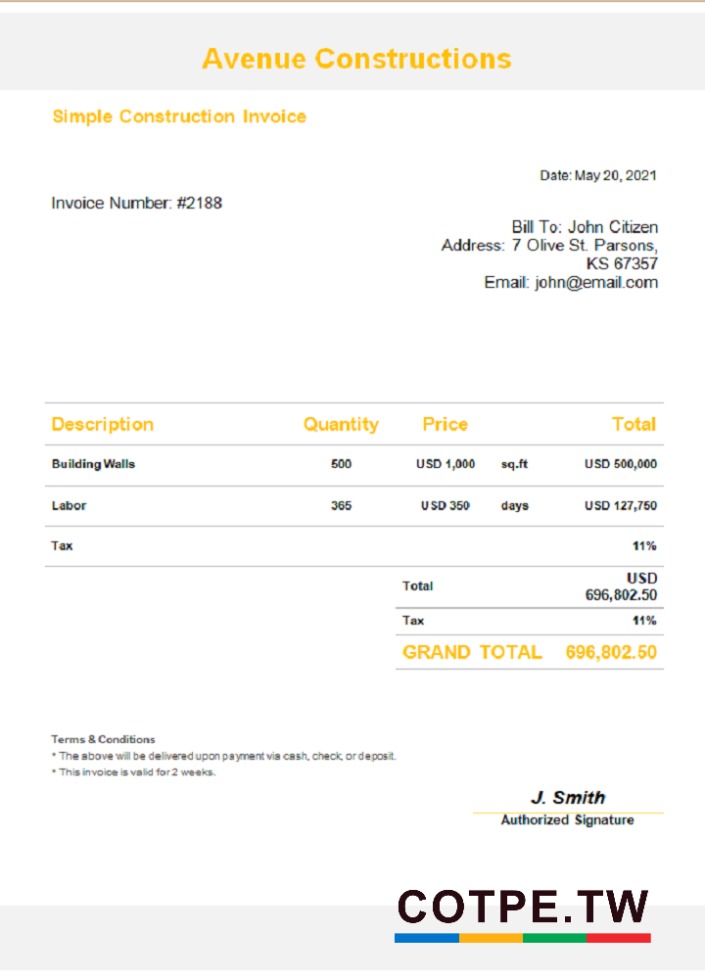 Avenue Constructions
Simple Construction Invoice
Date: May 20, 2021
Invoice Number: #2188
Bill To: John Citizen
Address: 7 Olive St. Parsons,
KS 67357
Email: john@email.com
Description Quantity Price Total
Building Walls 500 USD 1,000 sq.ft USD 500,000
Labor 365 USD 350 days USD 127,750
Tax 11%
Total USD 696,802.50
Tax 11%
GRAND TOTAL 696,802.50
Terms & Conditions
* The above will be delivered upon payment via cash, check, or deposit.
* This invoice is valid for 2 weeks.
J. Smith
Authorized Signature
COTPE.TW